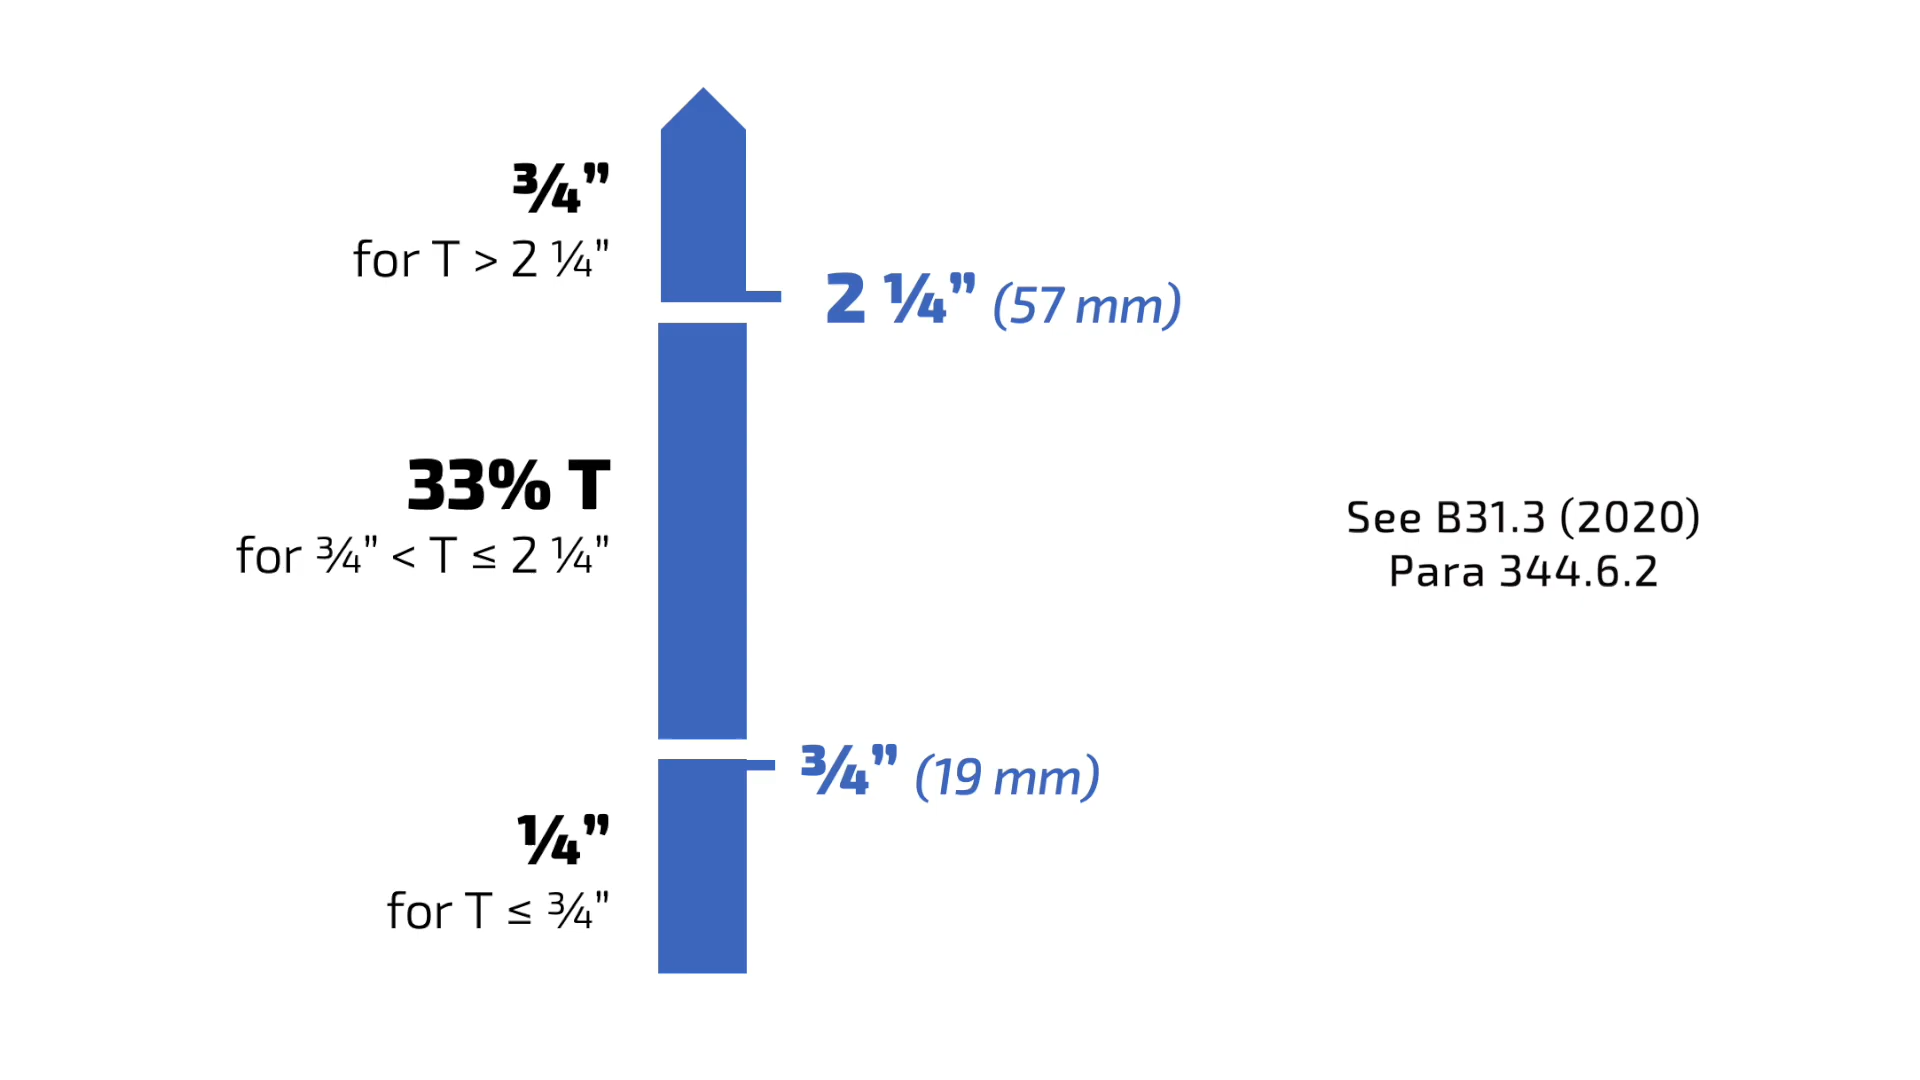 ¾”
for T > 2 ¼”
2 ¼” (57 mm)
33% T
for ¾” < T ≤ 2 ¼”
See B31.3 (2020)
Para 344.6.2
¾” (19 mm)
¼”
for T ≤ ¾”